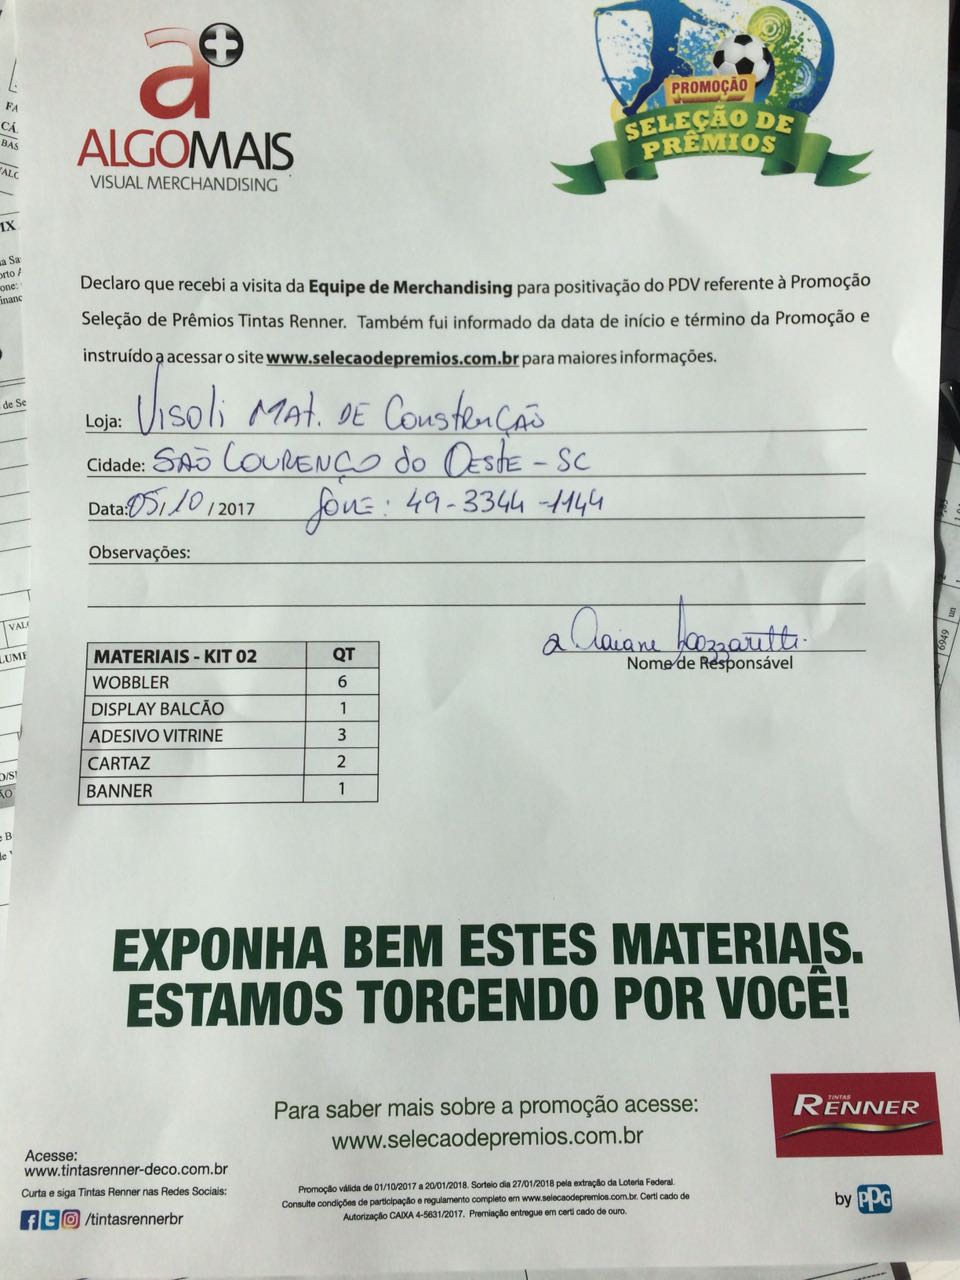 a+
ALGOMAIS
VISUAL MERCHANDISING
PROMOÇÃO
SELEÇÃO DE
PRÊMIOS
Declaro que recebi a visita da Equipe de Merchandising para positivação do PDV referente à Promoção
Seleção de Prêmios Tintas Renner. Também fui informado da data de início e término da Promoção e
instruído a acessar o site www.selecaodepremios.com.br para maiores informações.
Loja: Visoli MAT. DE Construção
Cidade: SÃO LOURENÇO do OESTE - SC
Data: 05/10/2017 fone: 49-3344-1144
Observações:
Nome de Responsável
MATERIAIS - KIT 02 QT
WOBBLER 6
DISPLAY BALCÃO 1
ADESIVO VITRINE 3
CARTAZ 2
BANNER 1
EXPONHA BEM ESTES MATERIAIS.
ESTAMOS TORCENDO POR VOCÊ!
Para saber mais sobre a promoção acesse:
www.selecaodepremios.com.br
TINTAS
RENNER
Acesse:
www.tintasrenner-deco.com.br
Curta e siga Tintas Renner nas Redes Sociais:
/tintasrennerbr
Promoção válida de 01/10/2017 a 20/01/2018. Sorteio dia 27/01/2018 pela extração da Loteria Federal.
Consulte condições de participação e regulamento completo em www.selecaodepremios.com.br. Certi cado de
Autorização CAIXA 4-5631/2017. Premiação entregue em certi cado de ouro.
by PPG